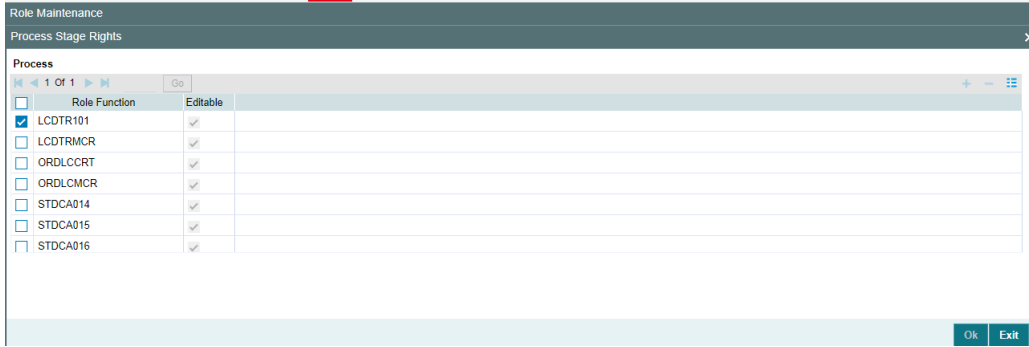 Role Maintenance
Process Stage Rights
Process
1 Of 1 Go
Role Function Editable
LCDTR101
LCDTRMCR
ORDLCCRT
ORDLCMCR
STDCA014
STDCA015
STDCA016
Ok Exit